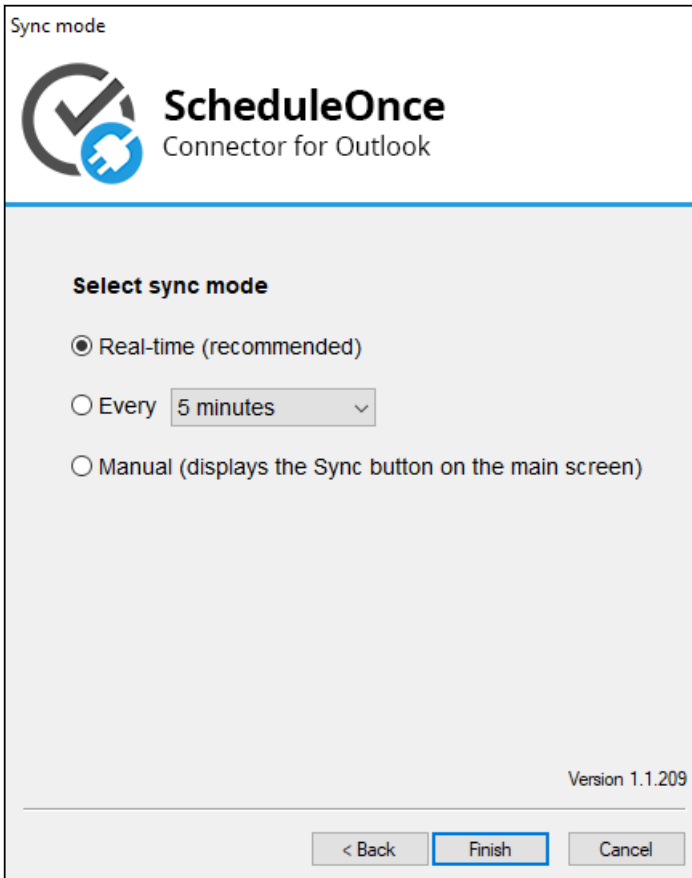 Sync mode
ScheduleOnce
Connector for Outlook
Select sync mode
Real-time (recommended)
Every 5 minutes
Manual (displays the Sync button on the main screen)
Version 1.1.209
< Back Finish Cancel